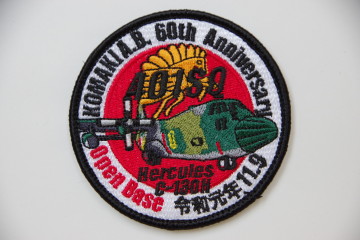 KOMAKI A.B. 60th Anniversary
401SQ
Hercules
C-130H
Open Base 令和元年11.9